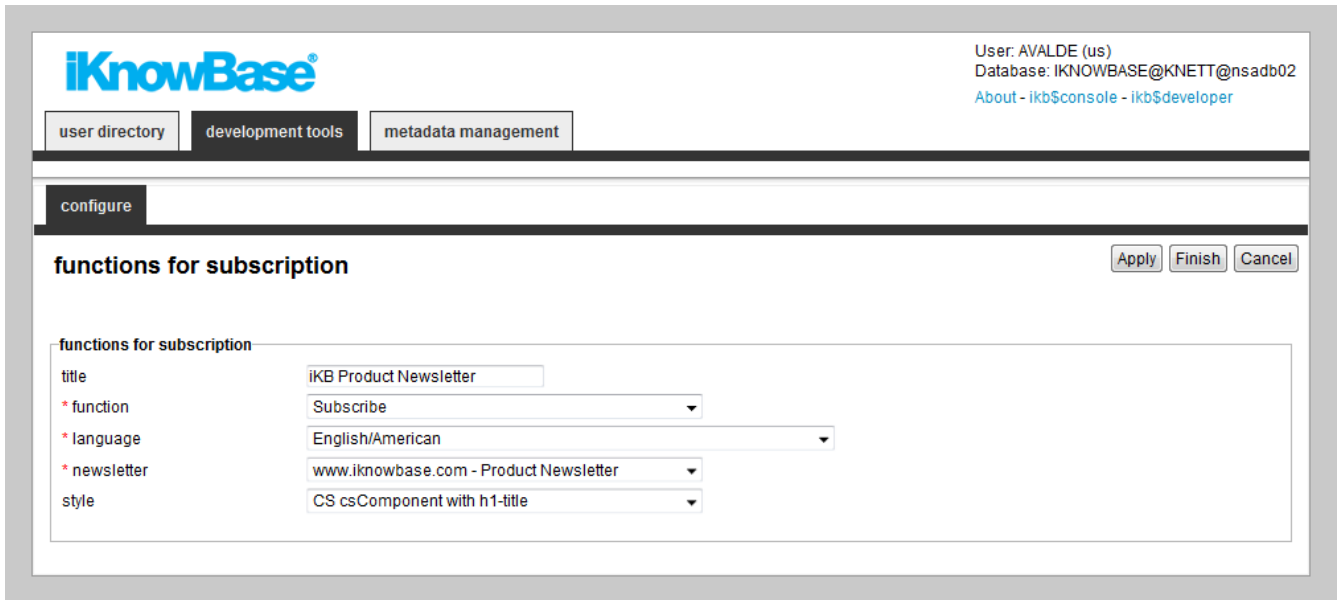 iKnowBase®
User: AVALDE (us)
Database: IKNOWBASE@KNETT@nsadb02
About - ikb$console - ikb$developer
user directory
development tools
metadata management
configure
functions for subscription
Apply
Finish
Cancel
functions for subscription
title
iKB Product Newsletter
* function
Subscribe
* language
English/American
* newsletter
www.iknowbase.com - Product Newsletter
style
CS csComponent with h1-title